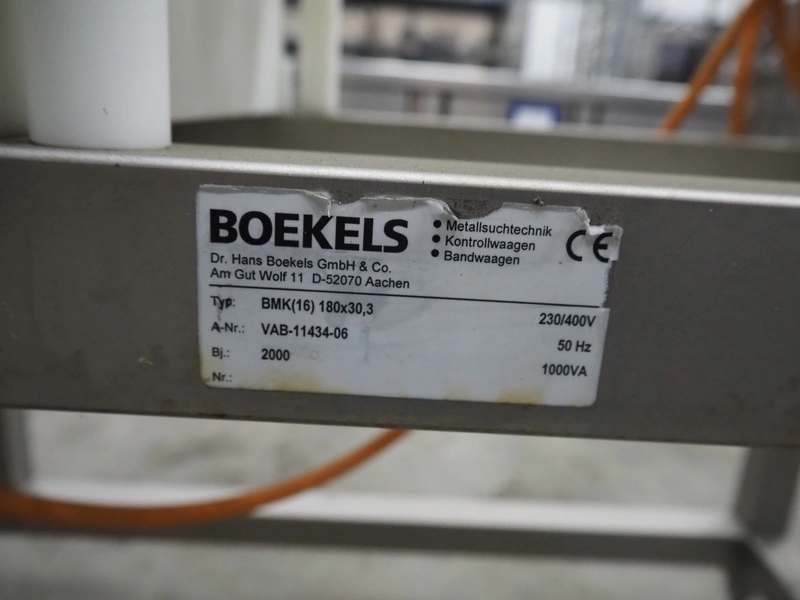 BOEKELS
• Metallsuchtechnik
• Kontrollwaagen
• Bandwaagen
CE
Dr. Hans Boekels GmbH & Co.
Am Gut Wolf 11 D-52070 Aachen
Typ: BMK(16) 180x30,3 230/400V
A-Nr.: VAB-11434-06 50 Hz
Bj.: 2000 1000VA
Nr.: